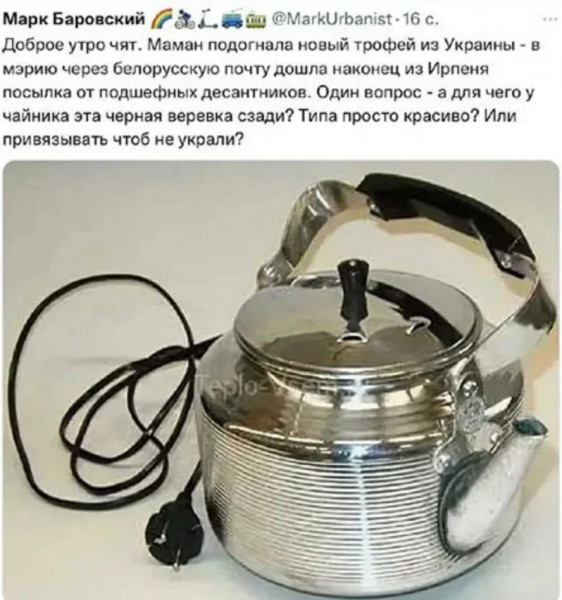 Марк Баровский 🌈🚴🛴🚎🚋 @MarkUrbanist · 16 с.
Доброе утро чят. Маман подогнала новый трофей из Украины - в
мэрию через белорусскую почту дошла наконец из Ирпеня
посылка от подшефных десантников. Один вопрос - а для чего у
чайника эта черная веревка сзади? Типа просто красиво? Или
привязывать чтоб не украли?